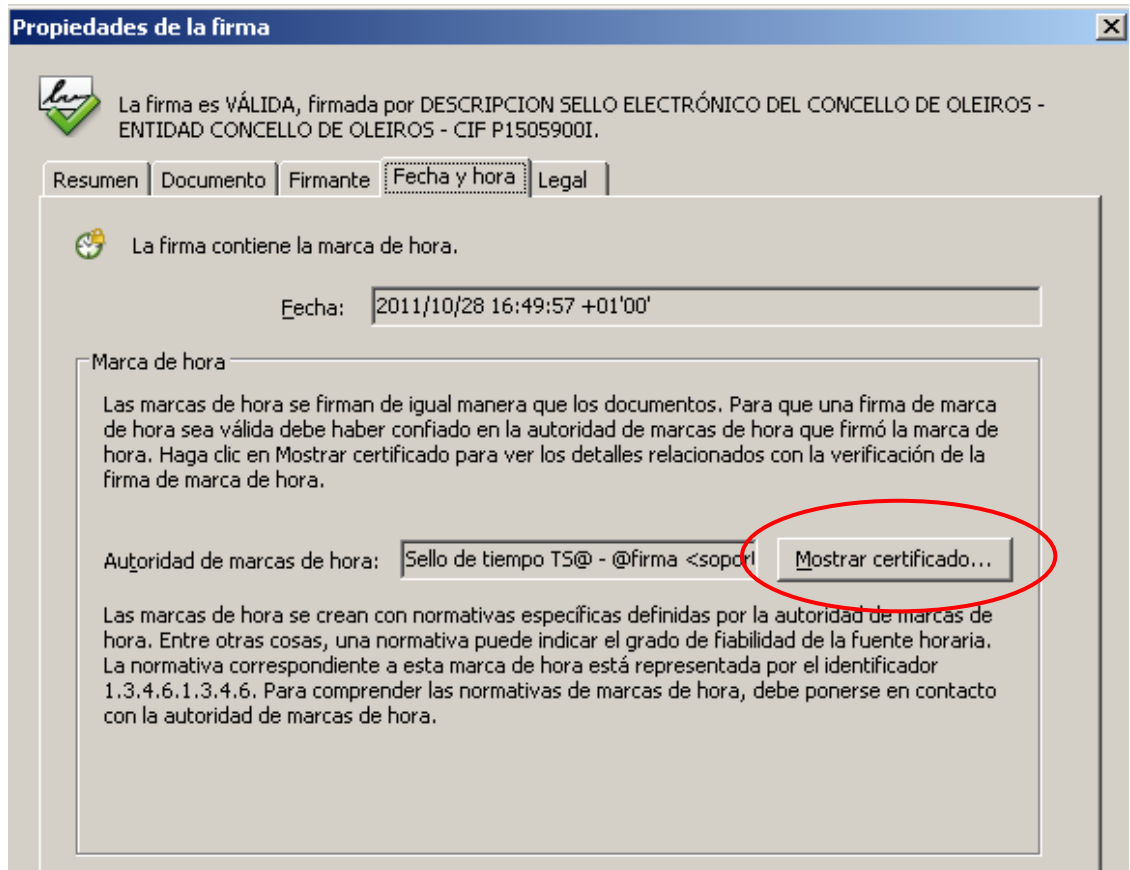 Propiedades de la firma
La firma es VÁLIDA, firmada por DESCRIPCION SELLO ELECTRÓNICO DEL CONCELLO DE OLEIROS -
ENTIDAD CONCELLO DE OLEIROS - CIF P1505900I.
Resumen Documento Firmante Fecha y hora Legal
La firma contiene la marca de hora.
Fecha: 2011/10/28 16:49:57 +01'00'
Marca de hora
Las marcas de hora se firman de igual manera que los documentos. Para que una firma de marca
de hora sea válida debe haber confiado en la autoridad de marcas de hora que firmó la marca de
hora. Haga clic en Mostrar certificado para ver los detalles relacionados con la verificación de la
firma de marca de hora.
Autoridad de marcas de hora: Sello de tiempo TS@ - @firma <sopor Mostrar certificado...
Las marcas de hora se crean con normativas específicas definidas por la autoridad de marcas de
hora. Entre otras cosas, una normativa puede indicar el grado de fiabilidad de la fuente horaria.
La normativa correspondiente a esta marca de hora está representada por el identificador
1.3.4.6.1.3.4.6. Para comprender las normativas de marcas de hora, debe ponerse en contacto
con la autoridad de marcas de hora.